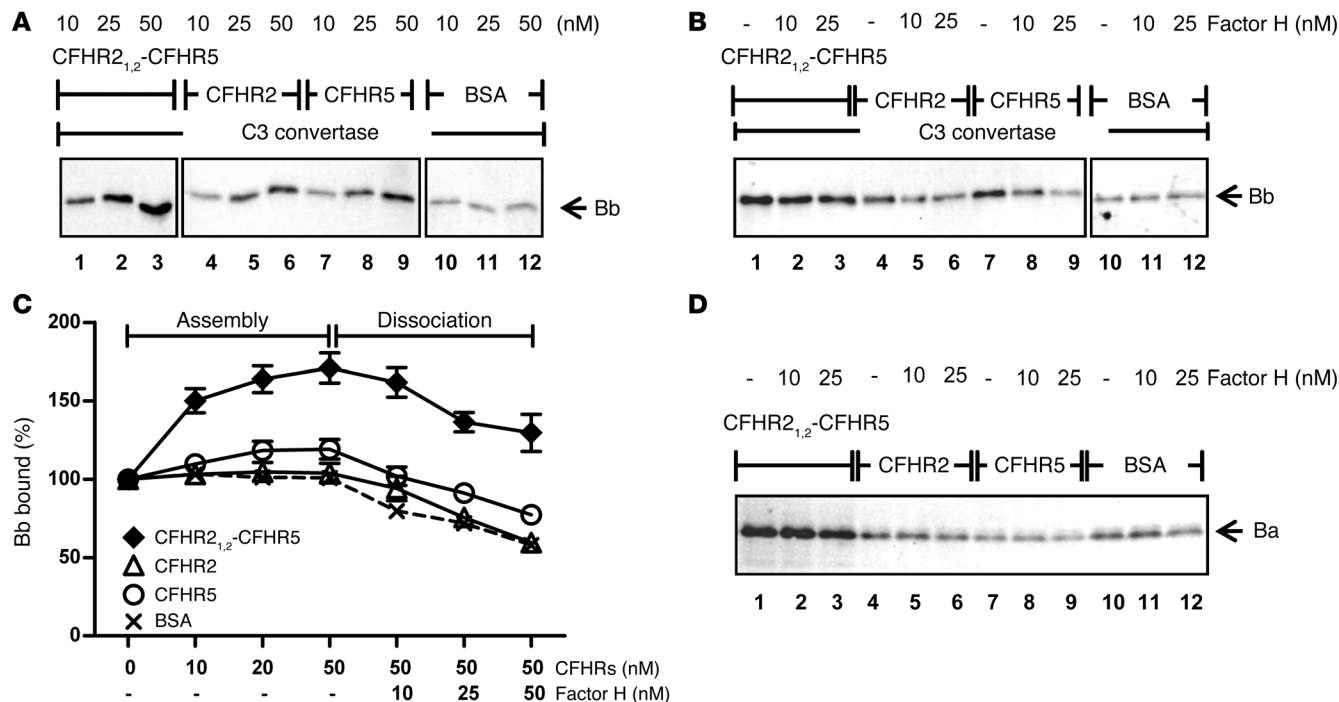 A 10 25 50 10 25 50 10 25 50 10 25 50 (nM)
CFHR2₁,₂-CFHR5
CFHR2 CFHR5 BSA
C3 convertase
Bb
1 2 3 4 5 6 7 8 9 10 11 12
B - 10 25 - 10 25 - 10 25 - 10 25 Factor H (nM)
CFHR2₁,₂-CFHR5
CFHR2 CFHR5 BSA
C3 convertase
Bb
1 2 3 4 5 6 7 8 9 10 11 12
C
Assembly Dissociation
Bb bound (%)
200
150
100
50
0
CFHR2₁,₂-CFHR5
CFHR2
CFHR5
BSA
0 10 20 50 50 50 50 CFHRs (nM)
- - - - 10 25 50 Factor H (nM)
D
- 10 25 - 10 25 - 10 25 - 10 25 Factor H (nM)
CFHR2₁,₂-CFHR5
CFHR2 CFHR5 BSA
Ba
1 2 3 4 5 6 7 8 9 10 11 12